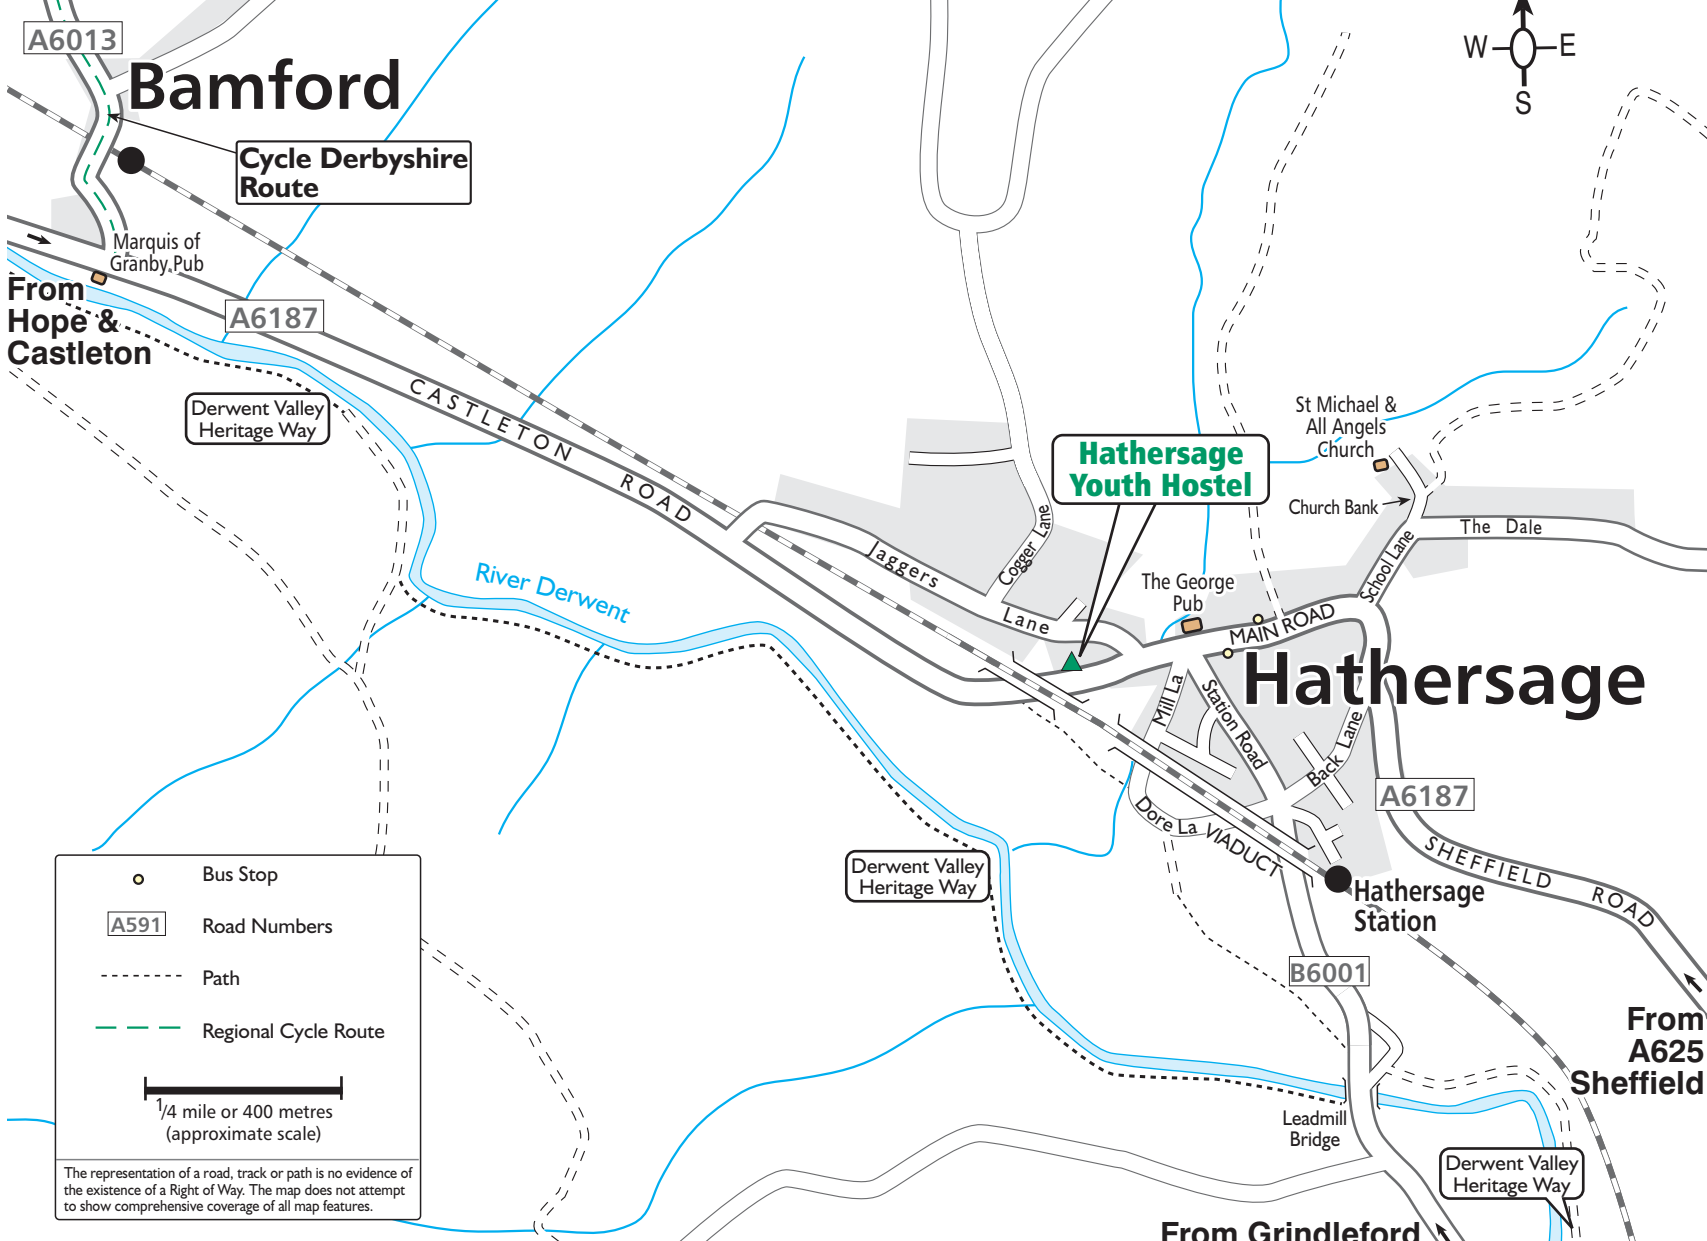 A6013
Bamford
Cycle Derbyshire
Route
W
E
S
Marquis of
Granby Pub
From
Hope &
Castleton
A6187
CASTLETON ROAD
Derwent Valley
Heritage Way
River Derwent
Jaggers Lane
Cogger Lane
Hathersage
Youth Hostel
St Michael &
All Angels
Church
Church Bank
The Dale
School Lane
The George
Pub
MAIN ROAD
Hathersage
Mill La
Station Road
Back Lane
A6187
Dore La
VIADUCT
SHEFFIELD ROAD
Hathersage
Station
Derwent Valley
Heritage Way
B6001
From
A625
Sheffield
Leadmill
Bridge
Derwent Valley
Heritage Way
From Grindleford
Bus Stop
A591
Road Numbers
Path
Regional Cycle Route
1/4 mile or 400 metres
(approximate scale)
The representation of a road, track or path is no evidence of
the existence of a Right of Way. The map does not attempt
to show comprehensive coverage of all map features.